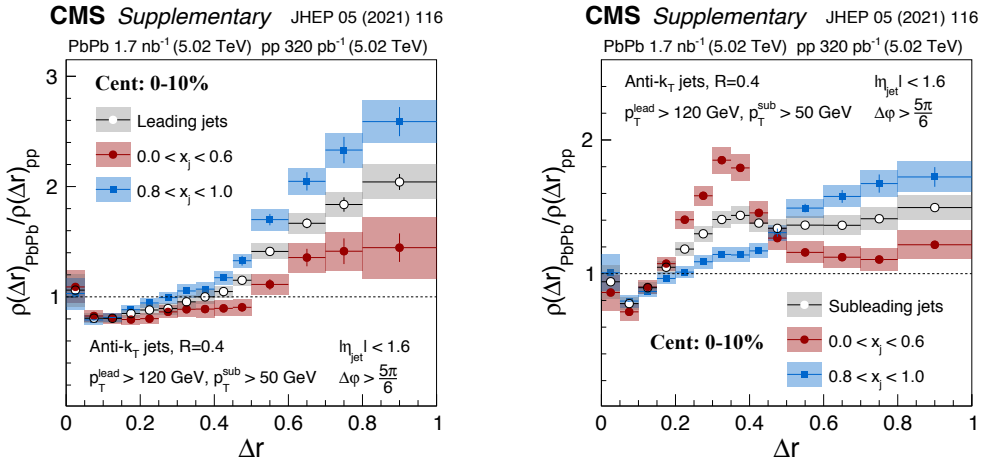 CMS Supplementary JHEP 05 (2021) 116
PbPb 1.7 nb⁻¹ (5.02 TeV) pp 320 pb⁻¹ (5.02 TeV)
3
2
1
ρ(Δr)_PbPb/ρ(Δr)_pp
Cent: 0-10%
Leading jets
0.0 < x_j < 0.6
0.8 < x_j < 1.0
Anti-k_T jets, R=0.4
|η_jet| < 1.6
p_T^lead > 120 GeV, p_T^sub > 50 GeV
Δφ > 5π/6
0 0.2 0.4 0.6 0.8 1
Δr
CMS Supplementary JHEP 05 (2021) 116
PbPb 1.7 nb⁻¹ (5.02 TeV) pp 320 pb⁻¹ (5.02 TeV)
2
1
ρ(Δr)_PbPb/ρ(Δr)_pp
Anti-k_T jets, R=0.4
|η_jet| < 1.6
p_T^lead > 120 GeV, p_T^sub > 50 GeV
Δφ > 5π/6
Subleading jets
Cent: 0-10%
0.0 < x_j < 0.6
0.8 < x_j < 1.0
0 0.2 0.4 0.6 0.8 1
Δr